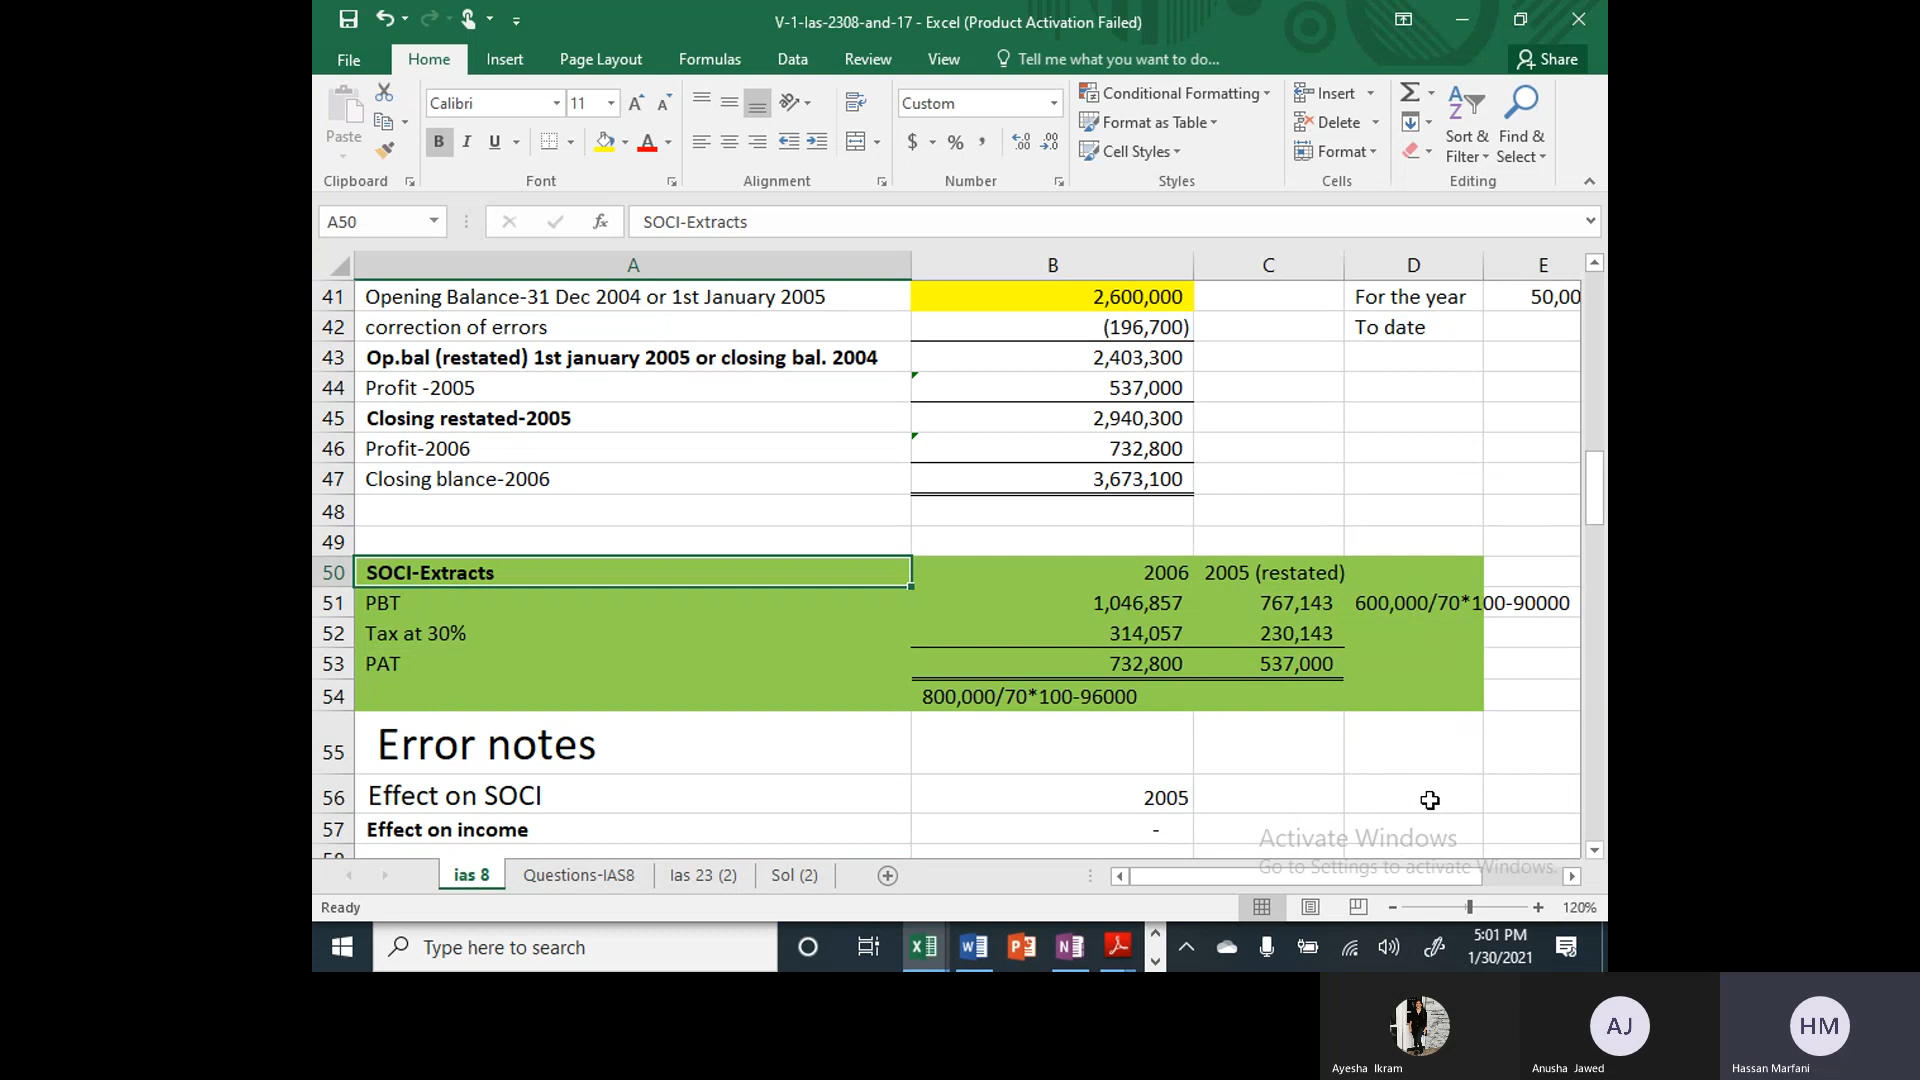 V-1-Ias-2308-and-17 - Excel (Product Activation Failed)
File Home Insert Page Layout Formulas Data Review View Tell me what you want to do... Share
Paste
Calibri 11
B I U
Custom
$ %
Conditional Formatting
Format as Table
Cell Styles
Insert
Delete
Format
Sort & Filter
Find & Select
Clipboard Font Alignment Number Styles Cells Editing
A50 fx SOCI-Extracts
A B C D E
41 Opening Balance-31 Dec 2004 or 1st January 2005 2,600,000 For the year 50,00
42 correction of errors (196,700) To date
43 Op.bal (restated) 1st january 2005 or closing bal. 2004 2,403,300
44 Profit -2005 537,000
45 Closing restated-2005 2,940,300
46 Profit-2006 732,800
47 Closing blance-2006 3,673,100
48
49
50 SOCI-Extracts 2006 2005 (restated)
51 PBT 1,046,857 767,143 600,000/70*100-90000
52 Tax at 30% 314,057 230,143
53 PAT 732,800 537,000
54 800,000/70*100-96000
55 Error notes
56 Effect on SOCI 2005
57 Effect on income -
Activate Windows
Go to Settings to activate Windows.
ias 8 Questions-IAS8 Ias 23 (2) Sol (2)
Ready 120%
Type here to search
5:01 PM
1/30/2021
AJ HM
Ayesha Ikram Anusha Jawed Hassan Marfani